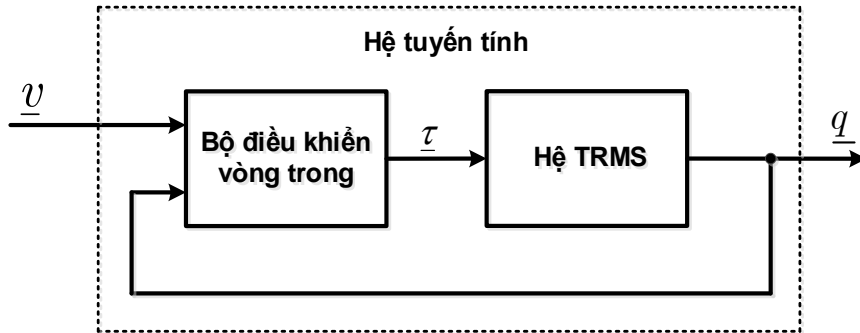 Hệ tuyến tính
v
Bộ điều khiển
vòng trong
τ
Hệ TRMS
q